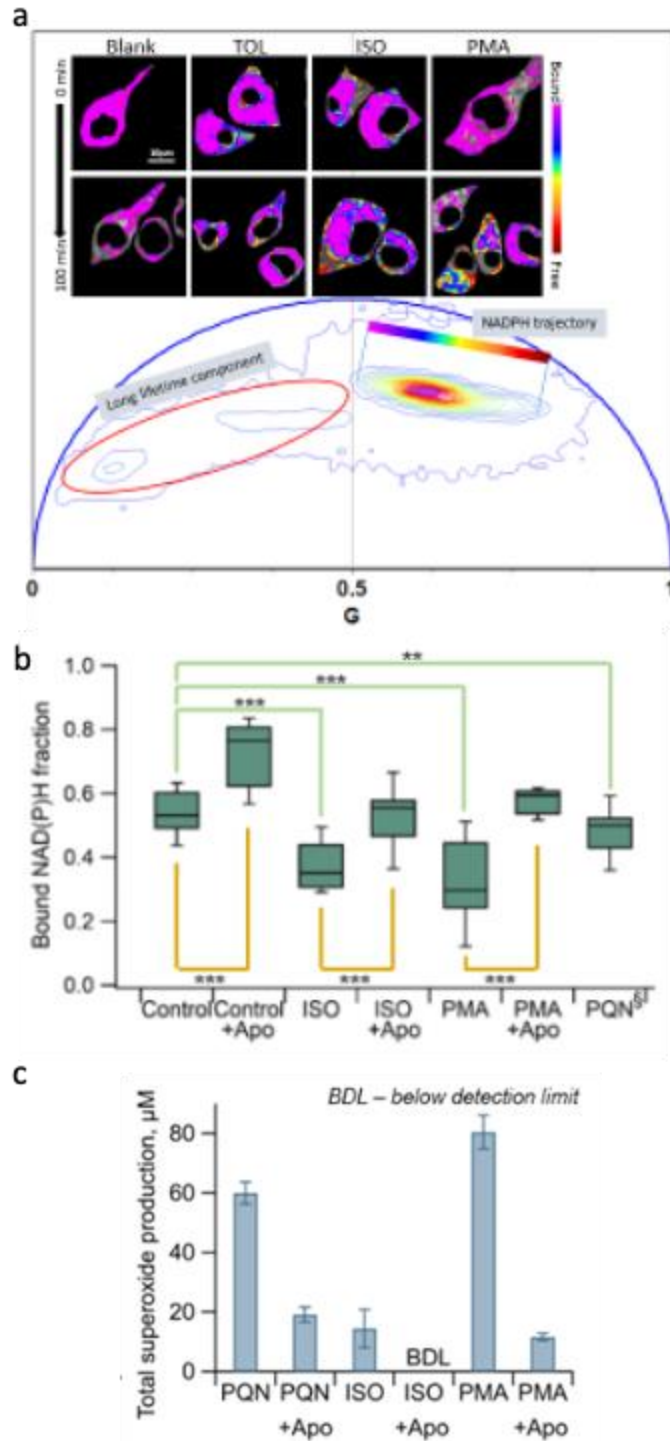 a
Blank TOL ISO PMA
0 min
100 min
10μm
Bound
Free
NADPH trajectory
Long lifetime component
0 0.5 1
G
b
Bound NAD(P)H fraction
1.0
0.8
0.6
0.4
0.2
0.0
**
***
***
*** *** ***
Control Control ISO ISO PMA PMA PQN§
+Apo +Apo +Apo
c
BDL – below detection limit
Total superoxide production, μM
80
60
40
20
0
BDL
PQN PQN ISO ISO PMA PMA
+Apo +Apo +Apo